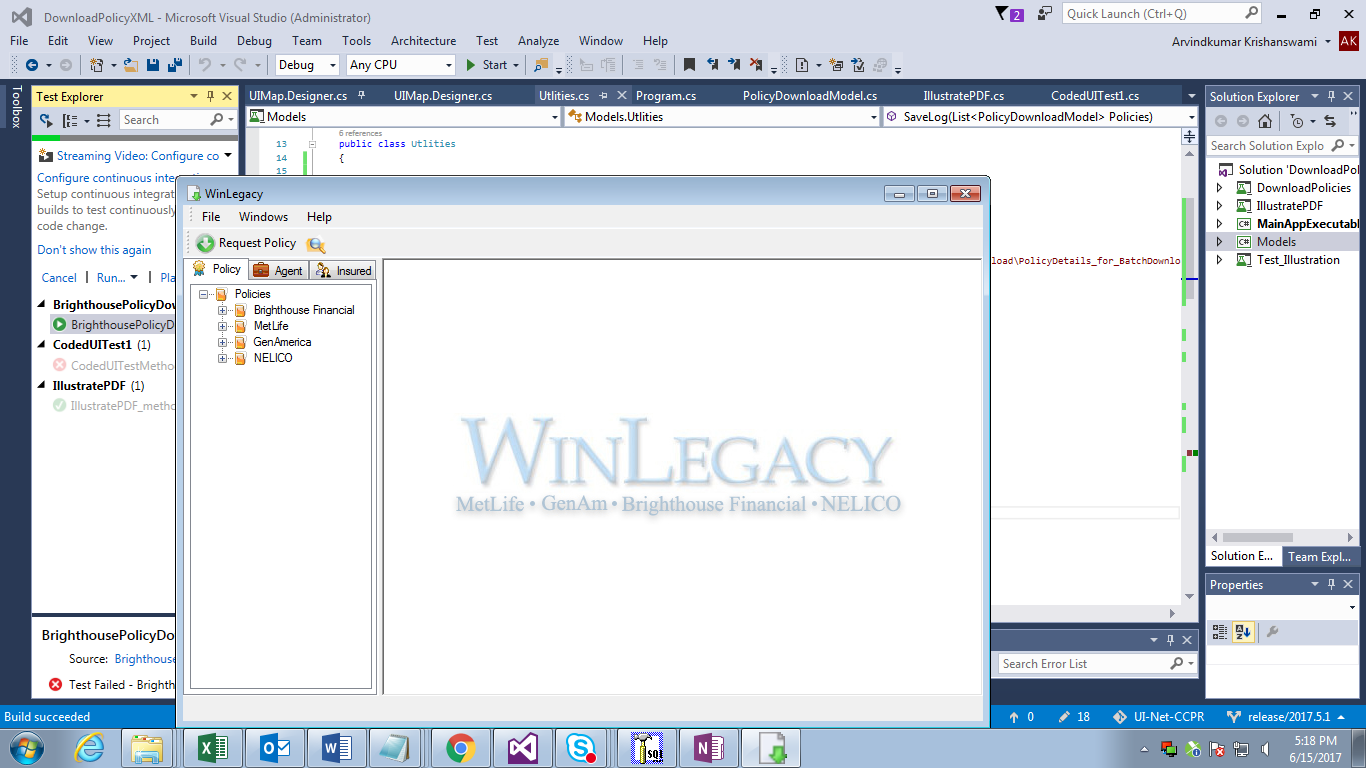 DownloadPolicyXML - Microsoft Visual Studio (Administrator)
2
Quick Launch (Ctrl+Q)
File Edit View Project Build Debug Team Tools Architecture Test Analyze Window Help
Arvindkumar Krishanswami AK
Debug Any CPU Start
Toolbox
Test Explorer
Search
Streaming Video: Configure co
Configure continuous inte
Setup continuous integrat
builds to test continuously
code change.
Don't show this again
Cancel Run... Pla
BrighthousePolicyDow
BrighthousePolicyD
CodedUITest1 (1)
CodedUITestMetho
IllustratePDF (1)
IllustratePDF_metho
BrighthousePolicyDo
Source: Brighthouse
Test Failed - Brighth
UIMap.Designer.cs UIMap.Designer.cs Utlities.cs Program.cs PolicyDownloadModel.cs IllustratePDF.cs CodedUITest1.cs
Models Models.Utlities SaveLog(List<PolicyDownloadModel> Policies)
6 references
13 public class Utlities
14 {
15
load\PolicyDetails_for_BatchDownlo
WinLegacy
File Windows Help
Request Policy
Policy Agent Insured
Policies
Brighthouse Financial
MetLife
GenAmerica
NELICO
WINLEGACY
MetLife • GenAm • Brighthouse Financial • NELICO
Solution Explorer
Search Solution Explo
Solution 'DownloadPol
DownloadPolicies
IllustratePDF
MainAppExecutabl
Models
Test_Illustration
Solution E... Team Expl...
Properties
Search Error List
Build succeeded
0 18 UI-Net-CCPR release/2017.5.1
5:18 PM
6/15/2017